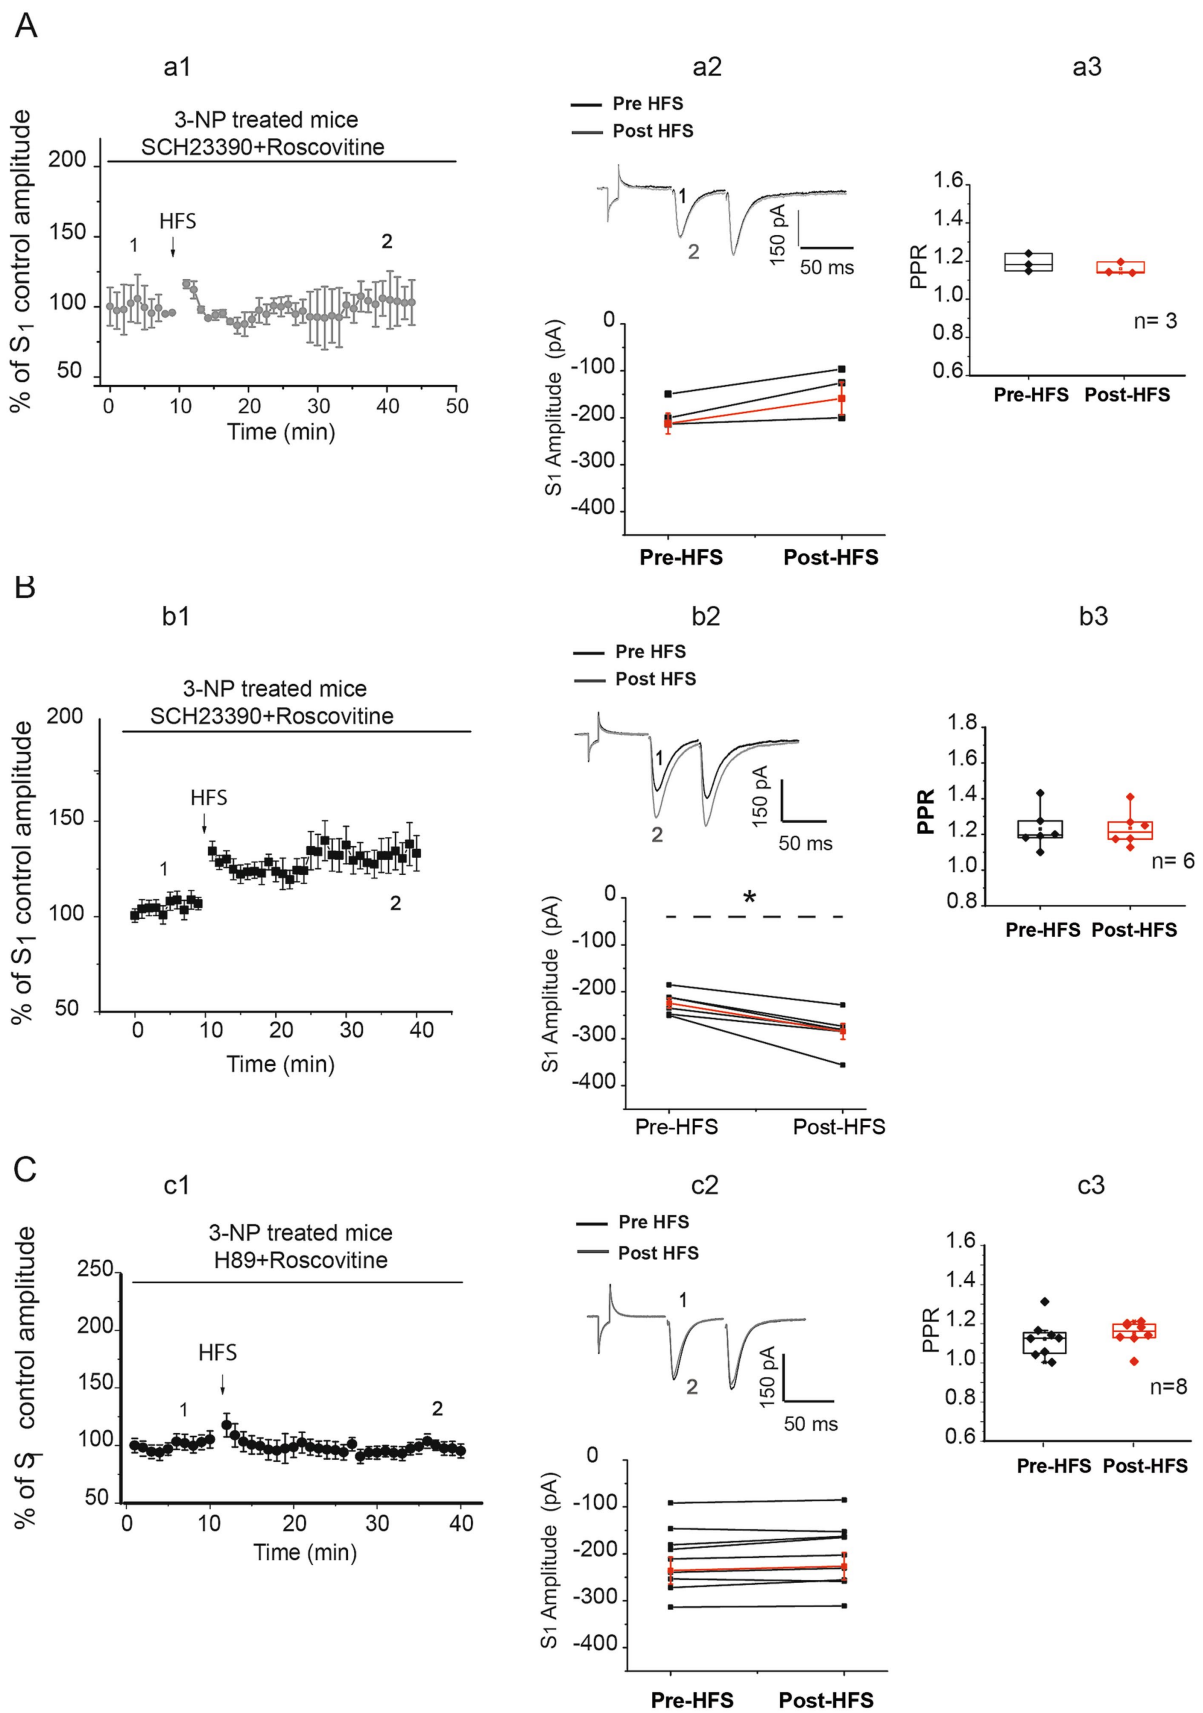 A
a1
a2
a3
3-NP treated mice
SCH23390+Roscovitine
% of S1 control amplitude
200
150
100
50
1
HFS
2
0
10
20
30
40
50
Time (min)
Pre HFS
Post HFS
1
2
150 pA
50 ms
S1 Amplitude (pA)
0
-100
-200
-300
-400
Pre-HFS
Post-HFS
PPR
1.6
1.4
1.2
1.0
0.8
0.6
n= 3
Pre-HFS
Post-HFS
B
b1
b2
b3
3-NP treated mice
SCH23390+Roscovitine
% of S1 control amplitude
200
150
100
50
HFS
1
2
0
10
20
30
40
Time (min)
Pre HFS
Post HFS
1
2
150 pA
50 ms
S1 Amplitude (pA)
0
-100
-200
-300
-400
*
Pre-HFS
Post-HFS
PPR
1.8
1.6
1.4
1.2
1.0
0.8
n= 6
Pre-HFS
Post-HFS
C
c1
c2
c3
3-NP treated mice
H89+Roscovitine
% of S1 control amplitude
250
200
150
100
50
HFS
1
2
0
10
20
30
40
Time (min)
Pre HFS
Post HFS
1
2
150 pA
50 ms
S1 Amplitude (pA)
0
-100
-200
-300
-400
Pre-HFS
Post-HFS
PPR
1.6
1.4
1.2
1.0
0.8
0.6
n=8
Pre-HFS
Post-HFS